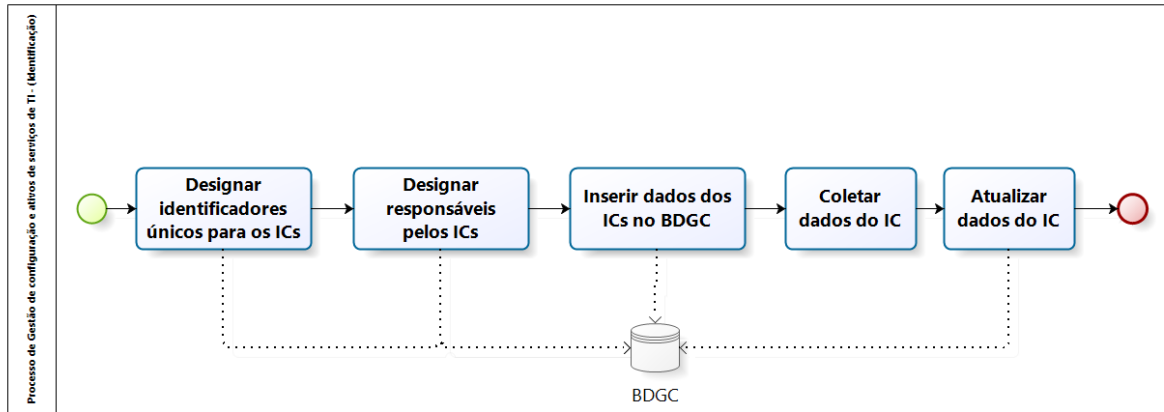 Processo de Gestão de configuração e ativos de serviços de TI - (Identificação)
Designar
identificadores
únicos para os ICs
Designar
responsáveis
pelos ICs
Inserir dados dos
ICs no BDGC
Coletar
dados do IC
Atualizar
dados do IC
BDGC